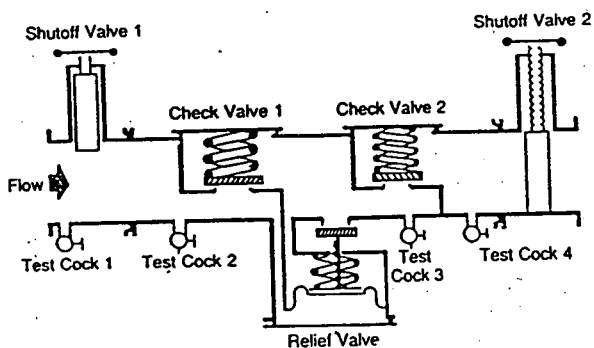 Shutoff Valve 1
Shutoff Valve 2
Check Valve 1
Check Valve 2
Flow
Test Cock 1
Test Cock 2
Test
Cock 3
Test Cock 4
Relief Valve